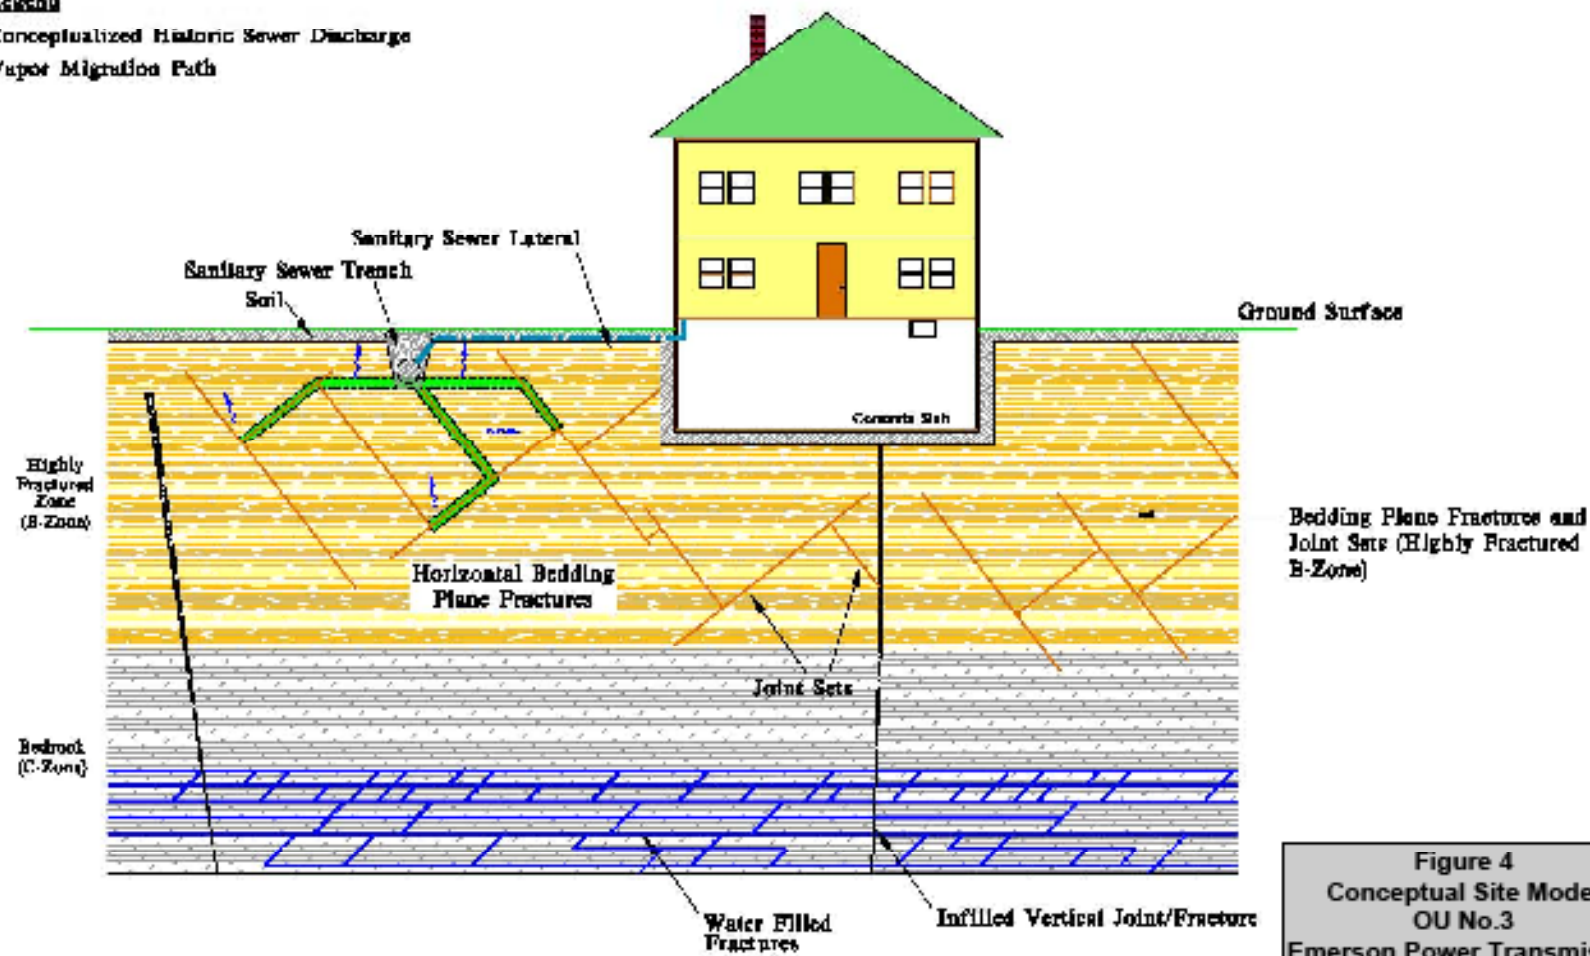 Conceptualized Historic Sewer Discharge
Vapor Migration Path
Sanitary Sewer Lateral
Sanitary Sewer Trench
Soil
Ground Surface
Concrete Slab
Highly
Fractured
Zone
(B-Zone)
Bedding Plane Fractures and
Joint Sets (Highly Fractured
B-Zone)
Horizontal Bedding
Plane Fractures
Joint Sets
Bedrock
(C-Zone)
Water Filled
Fractures
Infilled Vertical Joint/Fracture
Figure 4
Conceptual Site Mode
OU No.3
Emerson Power Transmis